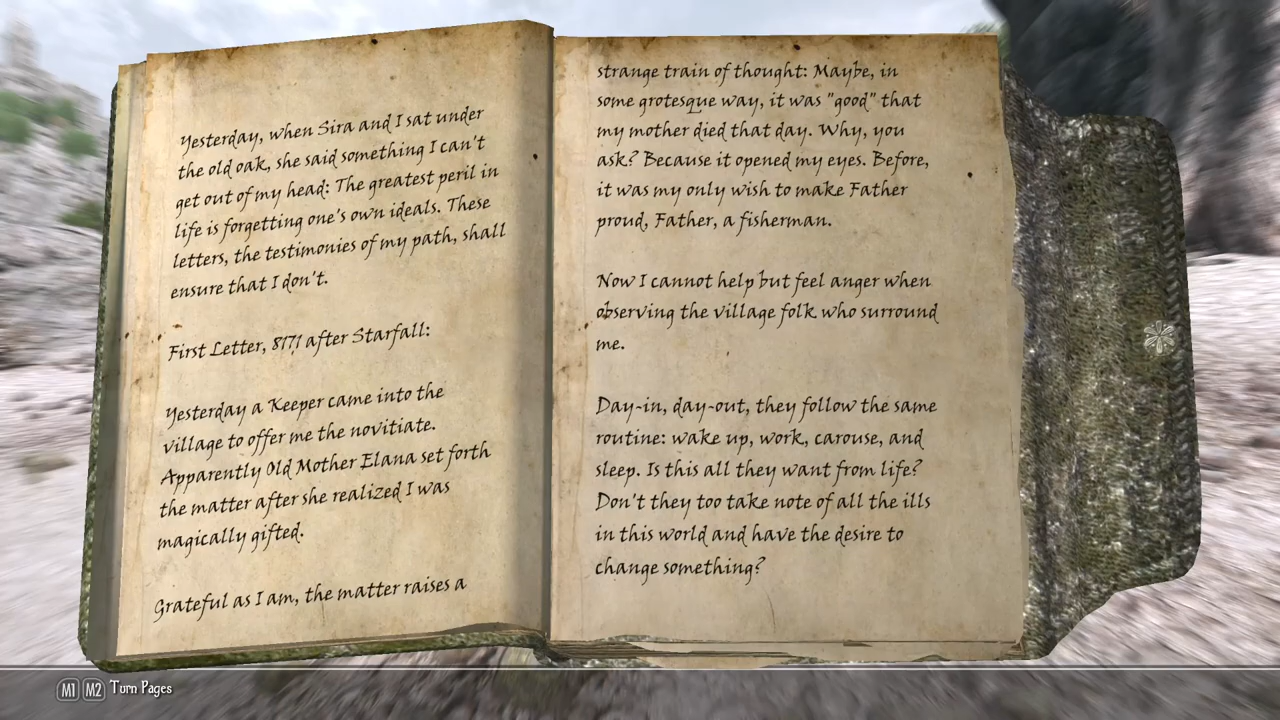 Yesterday, when Sira and I sat under
the old oak, she said something I can't
get out of my head: The greatest peril in
life is forgetting one's own ideals. These
letters, the testimonies of my path, shall
ensure that I don't.
First Letter, 8171 after Starfall:
Yesterday a Keeper came into the
village to offer me the novitiate.
Apparently Old Mother Elana set forth
the matter after she realized I was
magically gifted.
Grateful as I am, the matter raises a
strange train of thought: Maybe, in
some grotesque way, it was "good" that
my mother died that day. Why, you
ask? Because it opened my eyes. Before,
it was my only wish to make Father
proud, Father, a fisherman.
Now I cannot help but feel anger when
observing the village folk who surround
me.
Day-in, day-out, they follow the same
routine: wake up, work, carouse, and
sleep. Is this all they want from life?
Don't they too take note of all the ills
in this world and have the desire to
change something?
M1 M2 Turn Pages